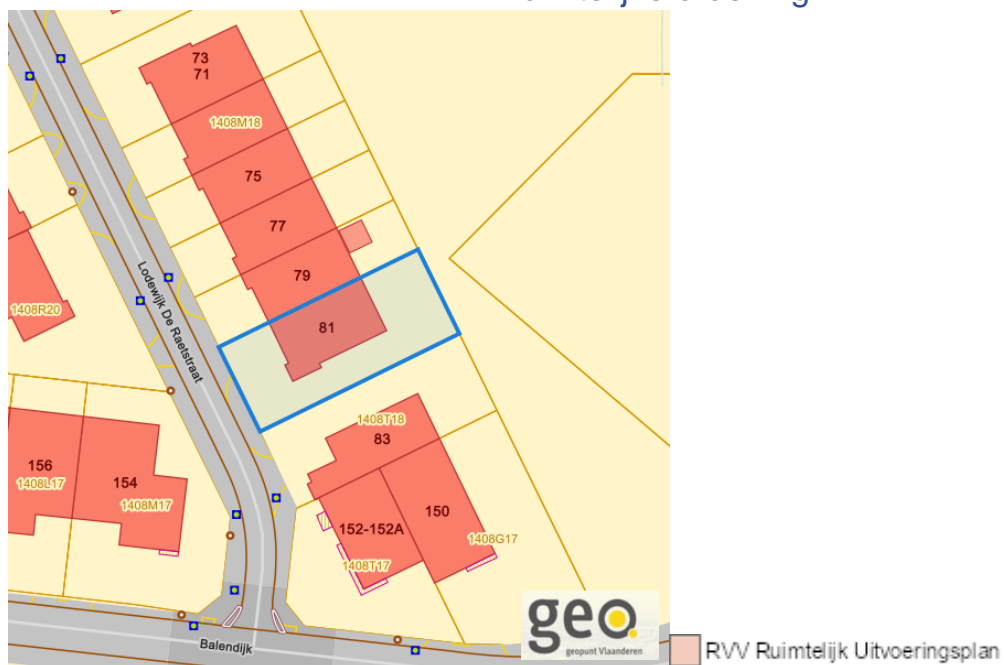 73
71
1408M18
75
77
79
81
Lodewijk De Raetstraat
1408R20
1408T18
83
156
1408L17
154
1408M17
150
152-152A
1408G17
1408T17
geo.
geopunt Vlaanderen
Balendijk
RVV Ruimtelijk Uitvoeringsplan